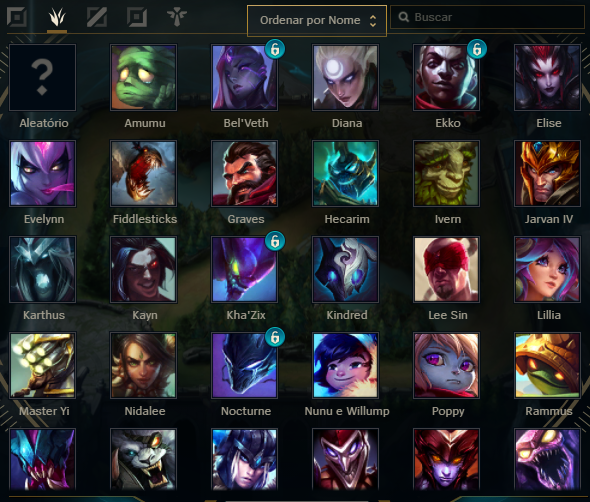 Ordenar por Nome
Buscar
?
6
6
Aleatório Amumu Bel'Veth Diana Ekko Elise
Evelynn Fiddlesticks Graves Hecarim Ivern Jarvan IV
6
Karthus Kayn Kha'Zix Kindred Lee Sin Lillia
6
Master Yi Nidalee Nocturne Nunu e Willump Poppy Rammus